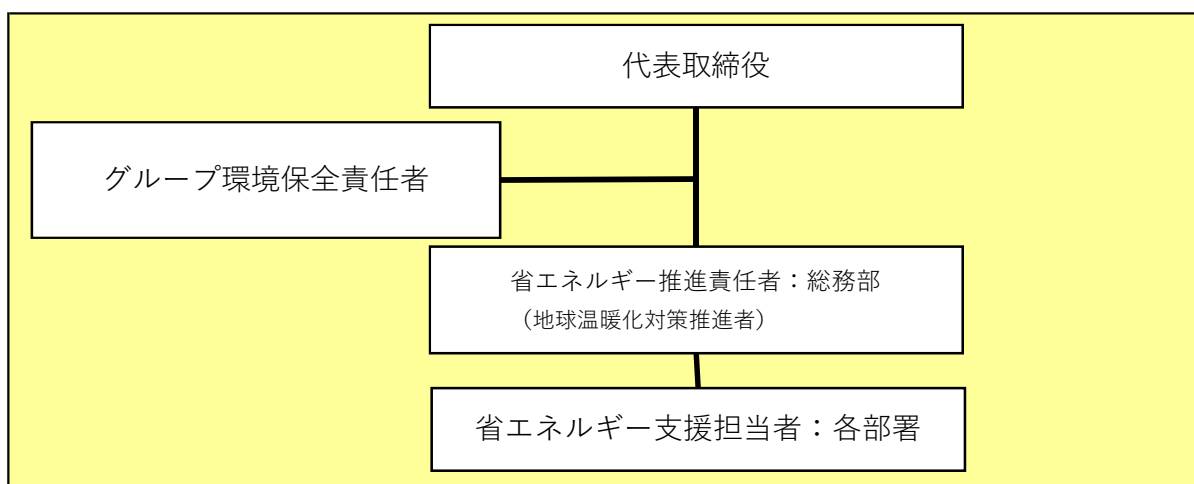 代表取締役
グループ環境保全責任者
省エネルギー推進責任者：総務部
（地球温暖化対策推進者）
省エネルギー支援担当者：各部署